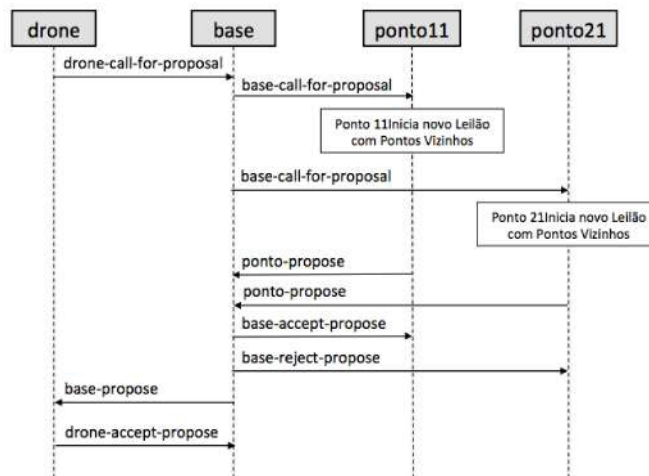 drone
base
ponto11
ponto21
drone-call-for-proposal
base-call-for-proposal
Ponto 11Inicia novo Leilão
com Pontos Vizinhos
base-call-for-proposal
Ponto 21Inicia novo Leilão
com Pontos Vizinhos
ponto-propose
ponto-propose
base-accept-propose
base-reject-propose
base-propose
drone-accept-propose